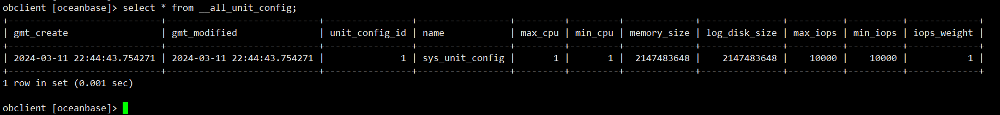 obclient [oceanbase]> select * from __all_unit_config;
+----------------------------+----------------------------+----------------+-----------------+---------+---------+-------------+---------------+----------+----------+-------------+
| gmt_create                 | gmt_modified               | unit_config_id | name            | max_cpu | min_cpu | memory_size | log_disk_size | max_iops | min_iops | iops_weight |
+----------------------------+----------------------------+----------------+-----------------+---------+---------+-------------+---------------+----------+----------+-------------+
| 2024-03-11 22:44:43.754271 | 2024-03-11 22:44:43.754271 |              1 | sys_unit_config |       1 |       1 |  2147483648 |    2147483648 |    10000 |    10000 |           1 |
+----------------------------+----------------------------+----------------+-----------------+---------+---------+-------------+---------------+----------+----------+-------------+
1 row in set (0.001 sec)
obclient [oceanbase]>